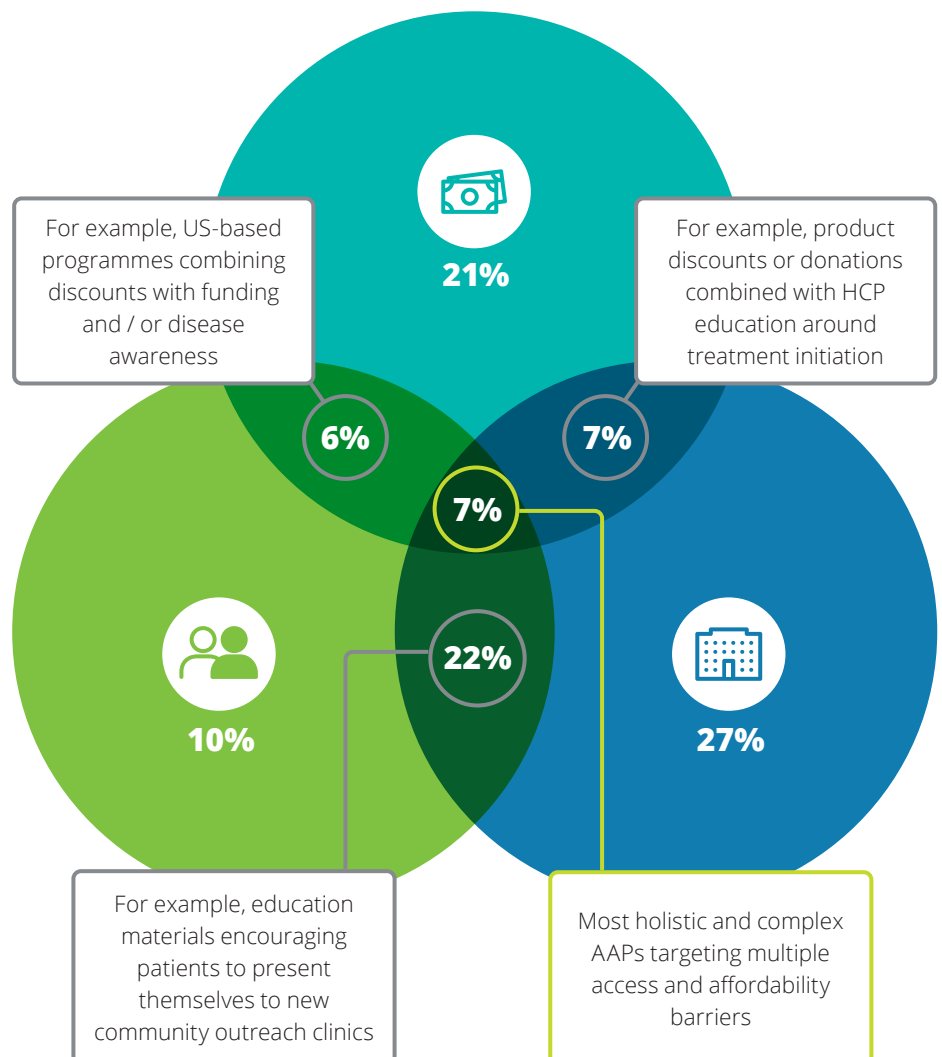 For example, US-based
programmes combining
discounts with funding
and / or disease
awareness
21%
For example, product
discounts or donations
combined with HCP
education around
treatment initiation
6%
7%
7%
22%
10%
27%
For example, education
materials encouraging
patients to present
themselves to new
community outreach clinics
Most holistic and complex
AAPs targeting multiple
access and affordability
barriers